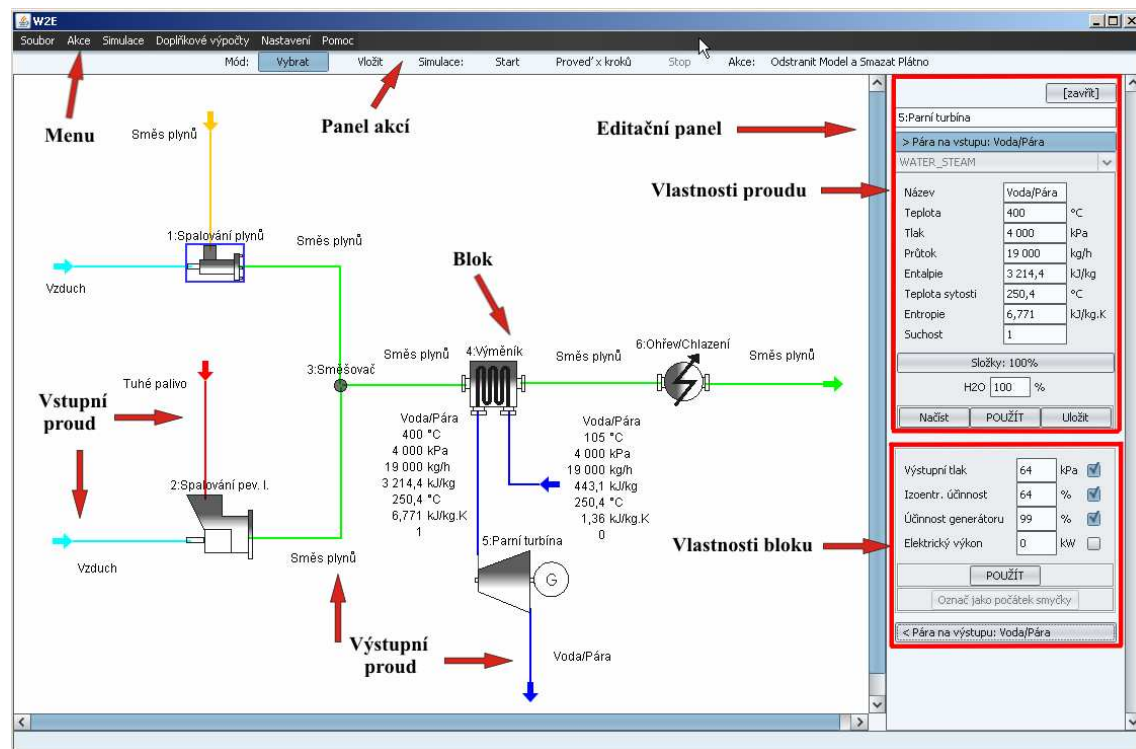 W2E
Soubor Akce Simulace Doplňkové výpočty Nastavení Pomoc
Mód: Vybrat Vložit Simulace: Start Proveď x kroků Stop Akce: Odstranit Model a Smazat Plátno
Menu
Panel akcí
Editační panel
Směs plynů
1:Spalování plynů
Směs plynů
Vzduch
Blok
3:Směšovač
Směs plynů
4:Výměník
Směs plynů
6:Ohřev/Chlazení
Směs plynů
Tuhé palivo
Vstupní
proud
2:Spalování pev. l.
Vzduch
Směs plynů
Voda/Pára
400 °C
4 000 kPa
19 000 kg/h
3 214,4 kJ/kg
250,4 °C
6,771 kJ/kg.K
1
Voda/Pára
105 °C
4 000 kPa
19 000 kg/h
443,1 kJ/kg
250,4 °C
1,36 kJ/kg.K
0
5:Parní turbína
G
Výstupní
proud
Voda/Pára
[zavřít]
5:Parní turbína
> Pára na vstupu: Voda/Pára
WATER_STEAM
Vlastnosti proudu
Název Voda/Pára
Teplota 400 °C
Tlak 4 000 kPa
Průtok 19 000 kg/h
Entalpie 3 214,4 kJ/kg
Teplota sytosti 250,4 °C
Entropie 6,771 kJ/kg.K
Suchost 1
Složky: 100%
H2O 100 %
Načíst POUŽÍT Uložit
Výstupní tlak 64 kPa
Izoentr. účinnost 64 %
Účinnost generátoru 99 %
Elektrický výkon 0 kW
Vlastnosti bloku
POUŽÍT
Označ jako počátek smyčky
< Pára na výstupu: Voda/Pára